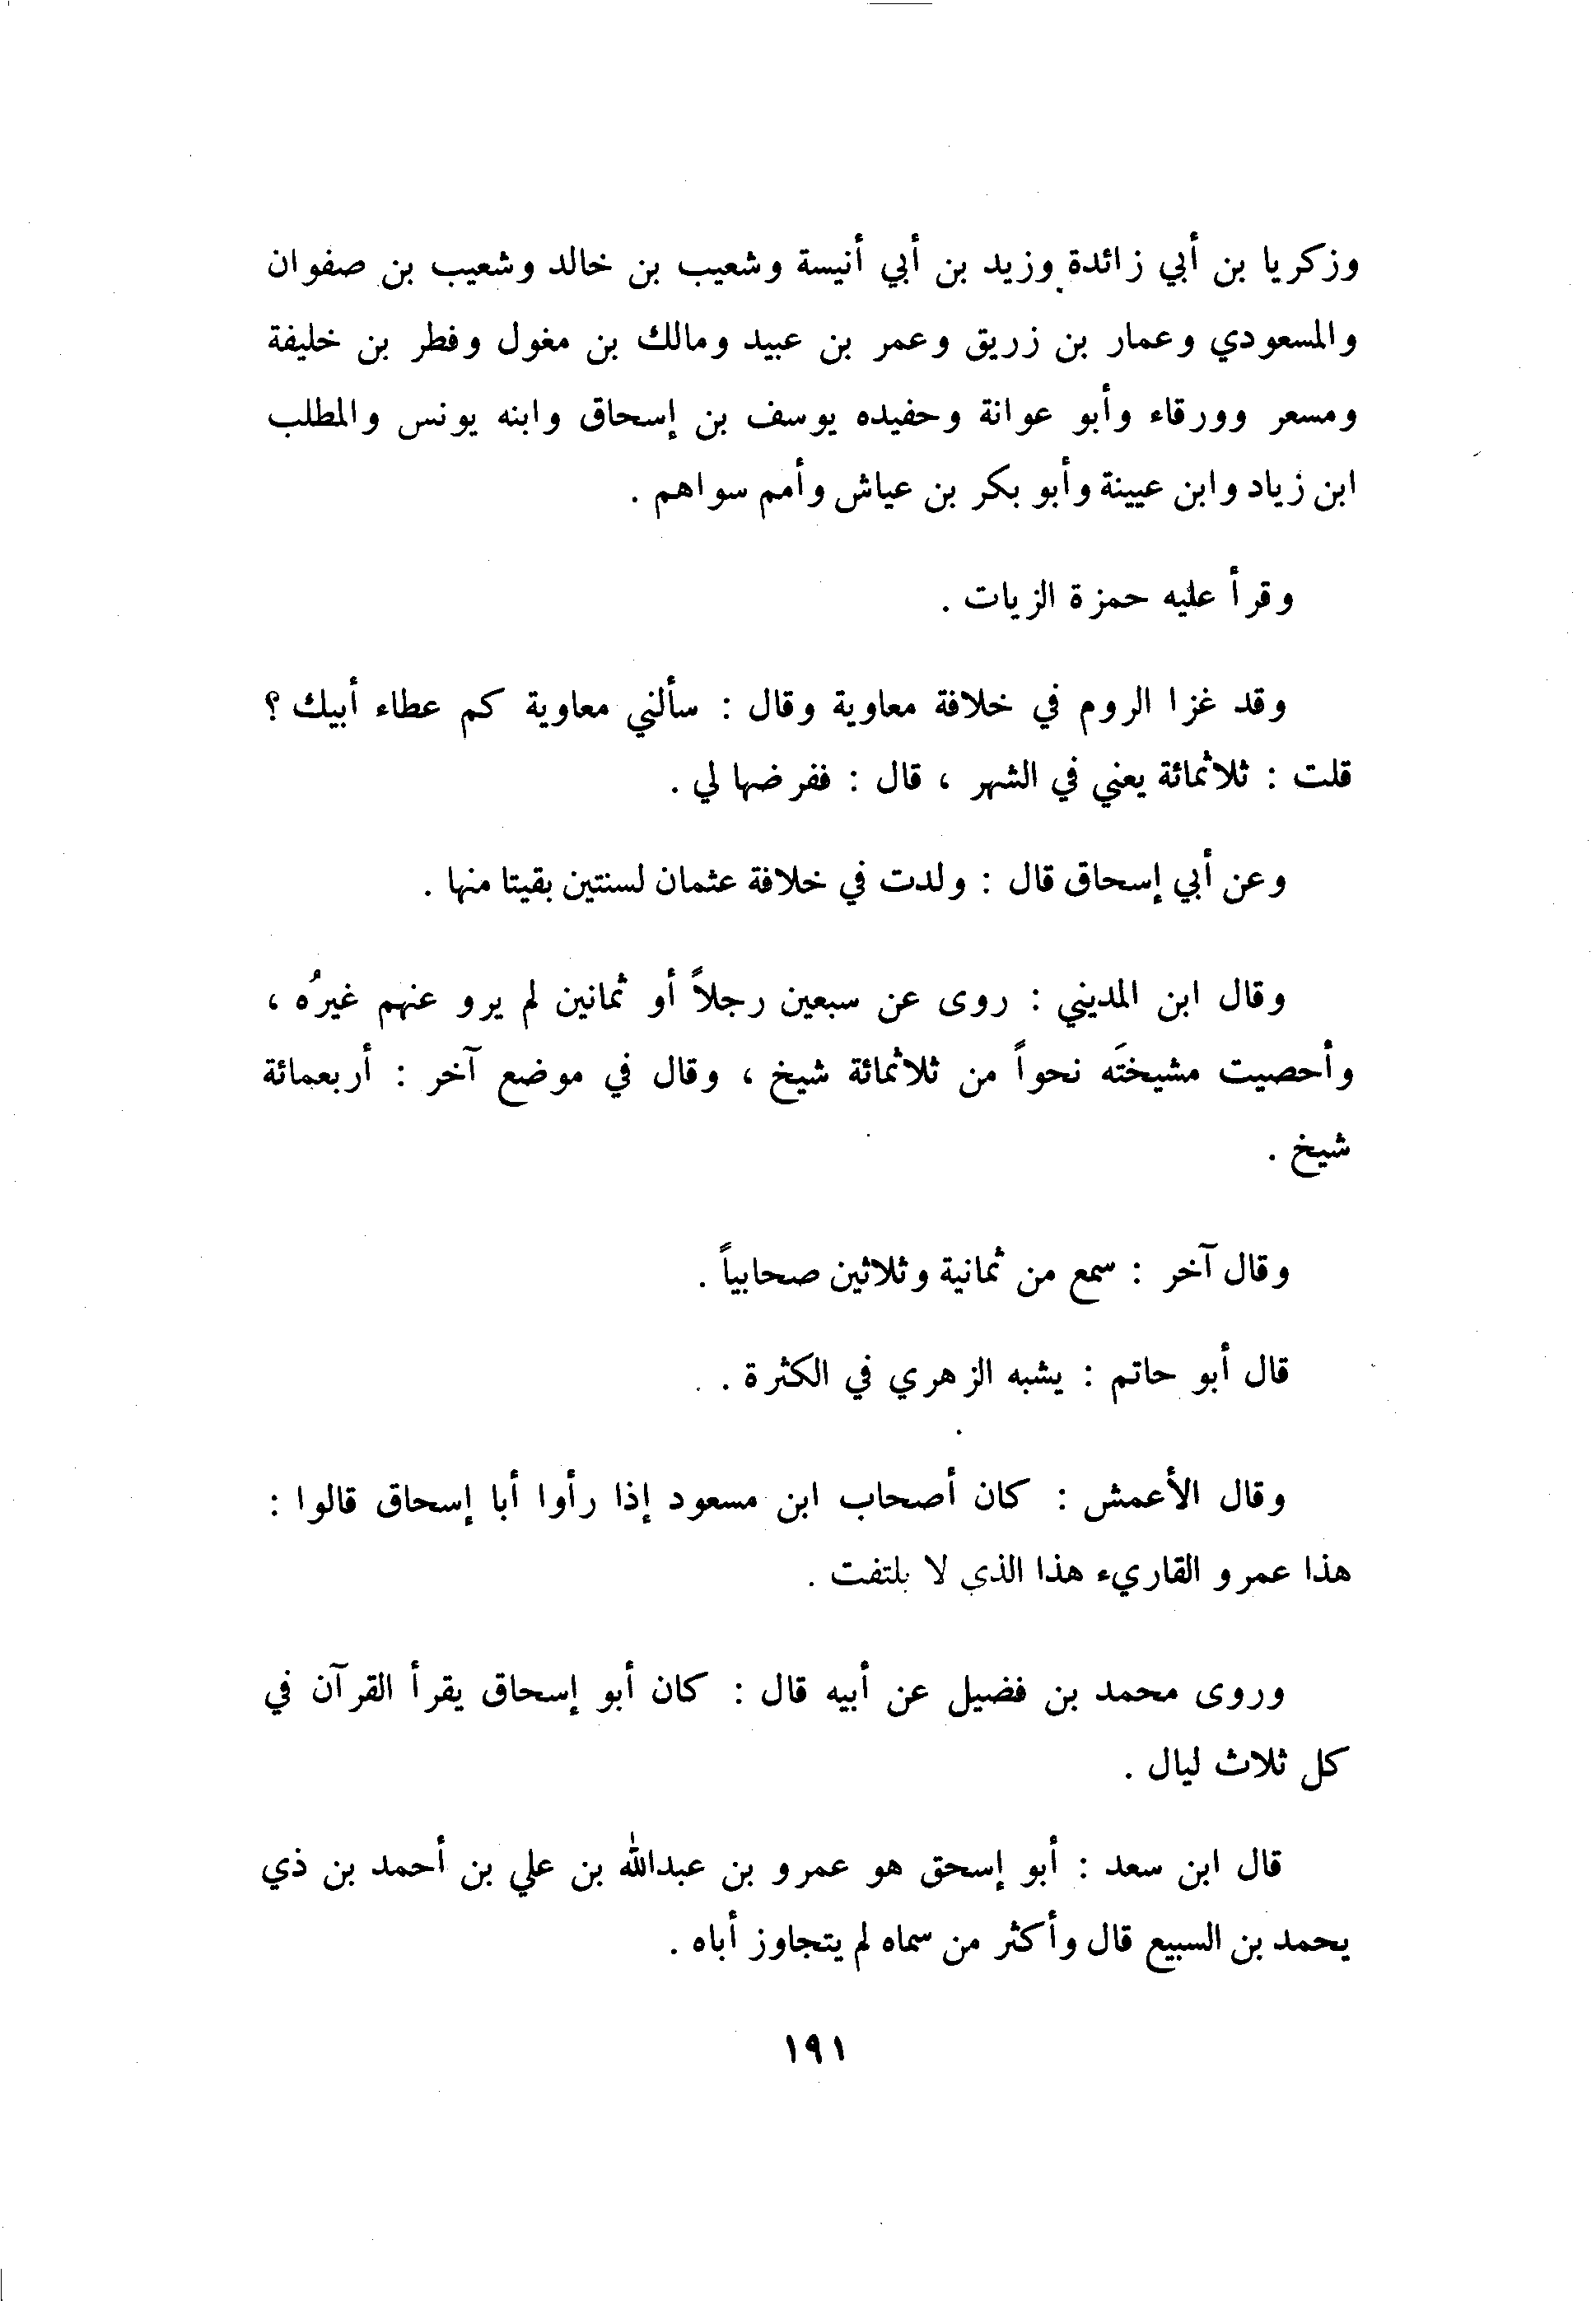 وزكريا بن أبي زائدة وزيد بن أبي أنيسة وشعيب بن خالد وشعيب بن صفوان
والمسعودي وعمار بن زريق وعمر بن عبيد ومالك بن مغول وفطر بن خليفة
ومسعر وورقاء وأبو عوانة وحفيده يوسف بن إسحاق وابنه يونس والمطلب
ابن زياد وابن عيينة وأبو بكر بن عياش وأمم سواهم .
وقرأ عليه حمزة الزيات .
وقد غزا الروم في خلافة معاوية وقال : سألني معاوية كم عطاء أبيك ؟
قلت : ثلاثمائة يعني في الشهر ، قال : ففرضها لي .
وعن أبي إسحاق قال : ولدت في خلافة عثمان لسنتين بقيتا منها .
وقال ابن المديني : روى عن سبعين رجلاً أو ثمانين لم يرو عنهم غيرُه ،
وأحصيت مشيختَه نحواً من ثلاثمائة شيخ ، وقال في موضع آخر : أربعمائة
شيخ .
وقال آخر : سمع من ثمانية وثلاثين صحابياً .
قال أبو حاتم : يشبه الزهري في الكثرة .
وقال الأعمش : كان أصحاب ابن مسعود إذا رأوا أبا إسحاق قالوا :
هذا عمرو القاريء هذا الذي لا يلتفت .
وروى محمد بن فضيل عن أبيه قال : كان أبو إسحاق يقرأ القرآن في
كل ثلاث ليال .
قال ابن سعد : أبو إسحق هو عمرو بن عبدالله بن علي بن أحمد بن ذي
يحمد بن السبيع قال وأكثر من سماه لم يتجاوز أباه .
١٩١